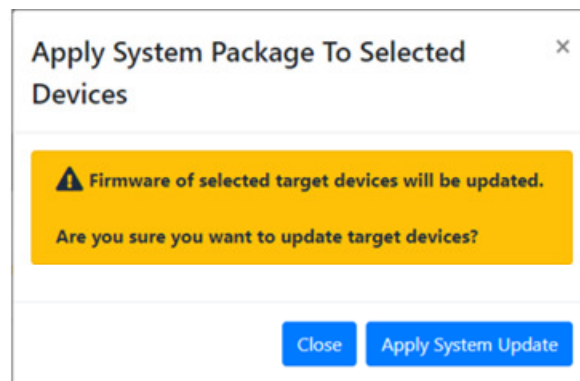 Apply System Package To Selected
Devices
×
Firmware of selected target devices will be updated.
Are you sure you want to update target devices?
Close
Apply System Update